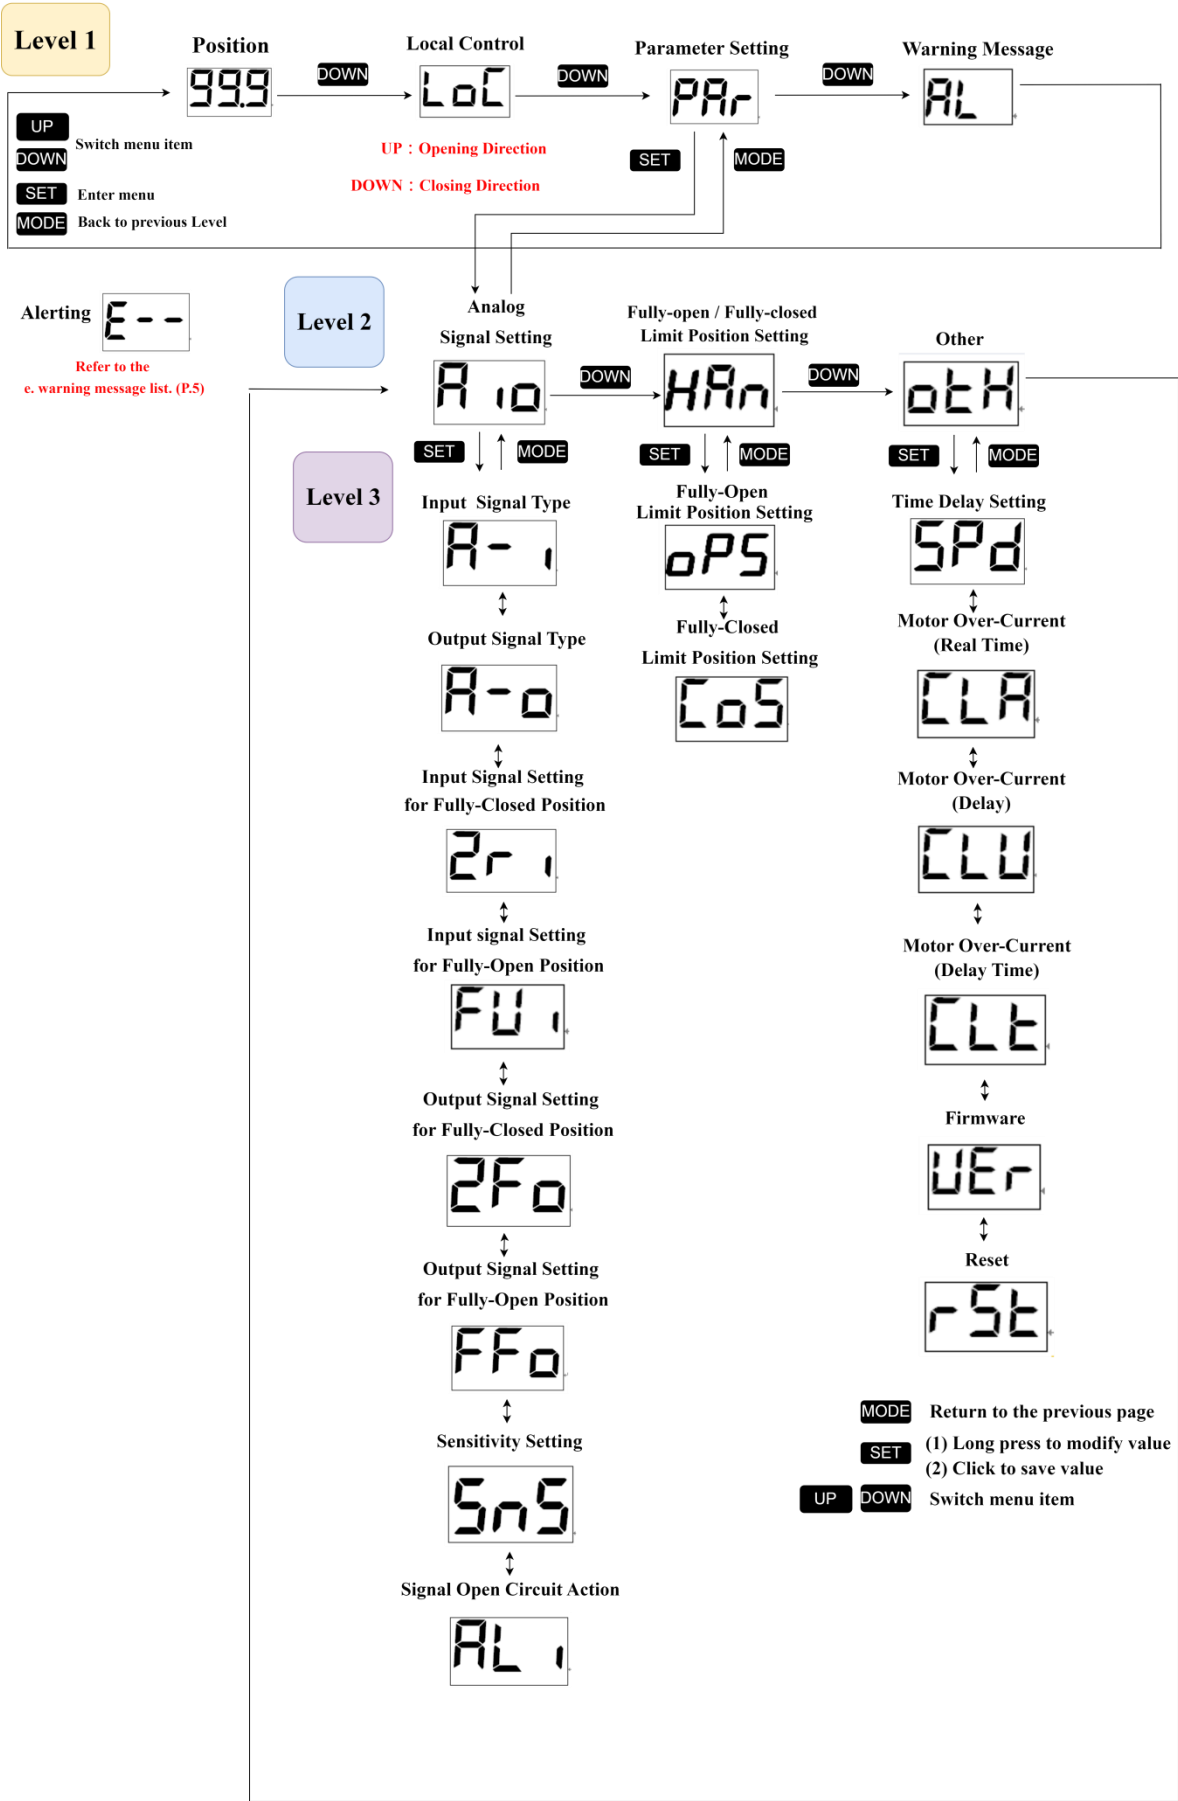 Level 1
Position
Local Control
Parameter Setting
Warning Message
99.9
DOWN
LoC
DOWN
PAr
DOWN
AL
UP
DOWN
Switch menu item
SET
Enter menu
MODE
Back to previous Level
UP：Opening Direction
DOWN：Closing Direction
SET
MODE
Alerting
E--
Refer to the
e. warning message list. (P.5)
Level 2
Analog
Signal Setting
Fully-open / Fully-closed
Limit Position Setting
Other
A io
DOWN
HAn
DOWN
otH
SET
MODE
SET
MODE
SET
MODE
Level 3
Input Signal Type
A-i
Output Signal Type
A-o
Input Signal Setting
for Fully-Closed Position
2r i
Input signal Setting
for Fully-Open Position
FU i
Output Signal Setting
for Fully-Closed Position
2Fo
Output Signal Setting
for Fully-Open Position
FFo
Sensitivity Setting
SnS
Signal Open Circuit Action
AL i
Fully-Open
Limit Position Setting
oPS
Fully-Closed
Limit Position Setting
CoS
Time Delay Setting
SPd
Motor Over-Current
(Real Time)
CLA
Motor Over-Current
(Delay)
CLU
Motor Over-Current
(Delay Time)
CLt
Firmware
UEr
Reset
rSt
MODE
Return to the previous page
SET
(1) Long press to modify value
(2) Click to save value
UP
DOWN
Switch menu item